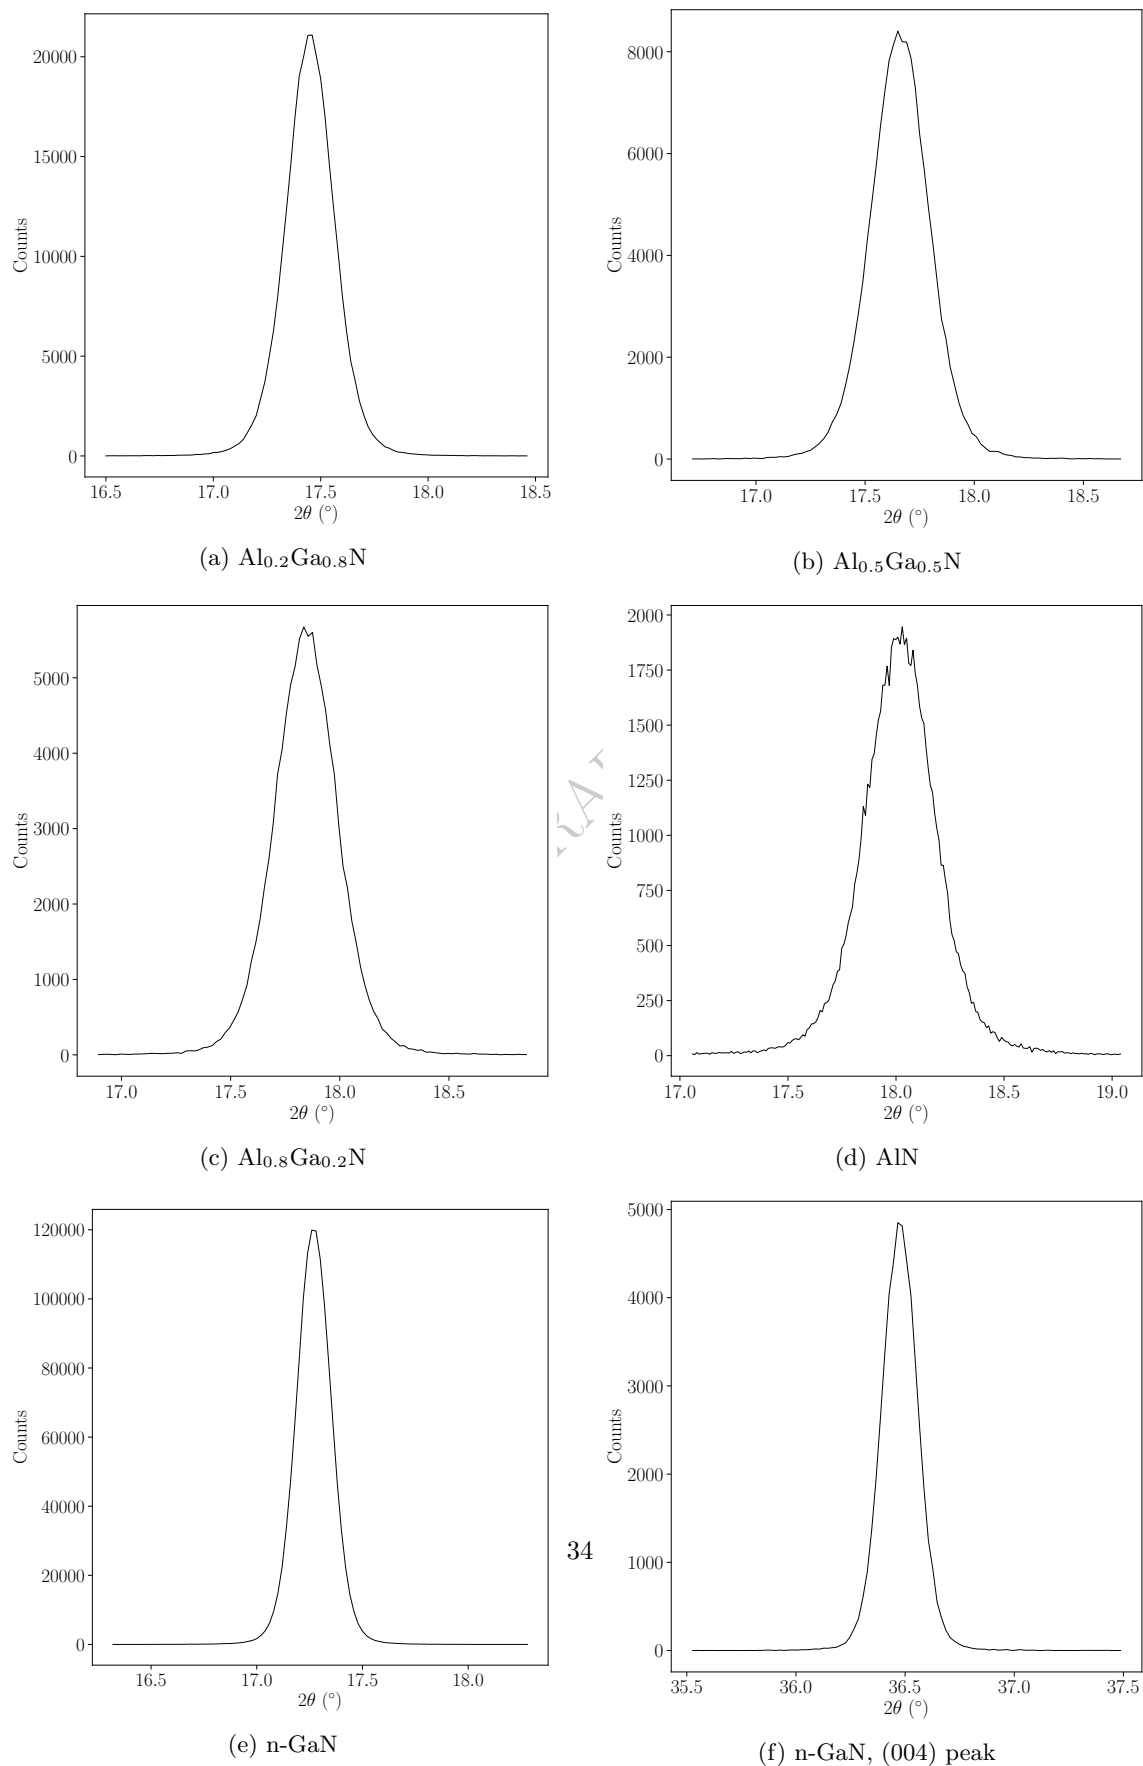 20000
15000
10000
5000
0
Counts
16.5 17.0 17.5 18.0 18.5
2θ (°)
(a) Al₀.₂Ga₀.₈N
8000
6000
4000
2000
0
Counts
17.0 17.5 18.0 18.5
2θ (°)
(b) Al₀.₅Ga₀.₅N
5000
4000
3000
2000
1000
0
Counts
17.0 17.5 18.0 18.5
2θ (°)
(c) Al₀.₈Ga₀.₂N
2000
1750
1500
1250
1000
750
500
250
0
Counts
17.0 17.5 18.0 18.5 19.0
2θ (°)
(d) AlN
120000
100000
80000
60000
40000
20000
0
Counts
16.5 17.0 17.5 18.0
2θ (°)
(e) n-GaN
34
5000
4000
3000
2000
1000
0
Counts
35.5 36.0 36.5 37.0 37.5
2θ (°)
(f) n-GaN, (004) peak